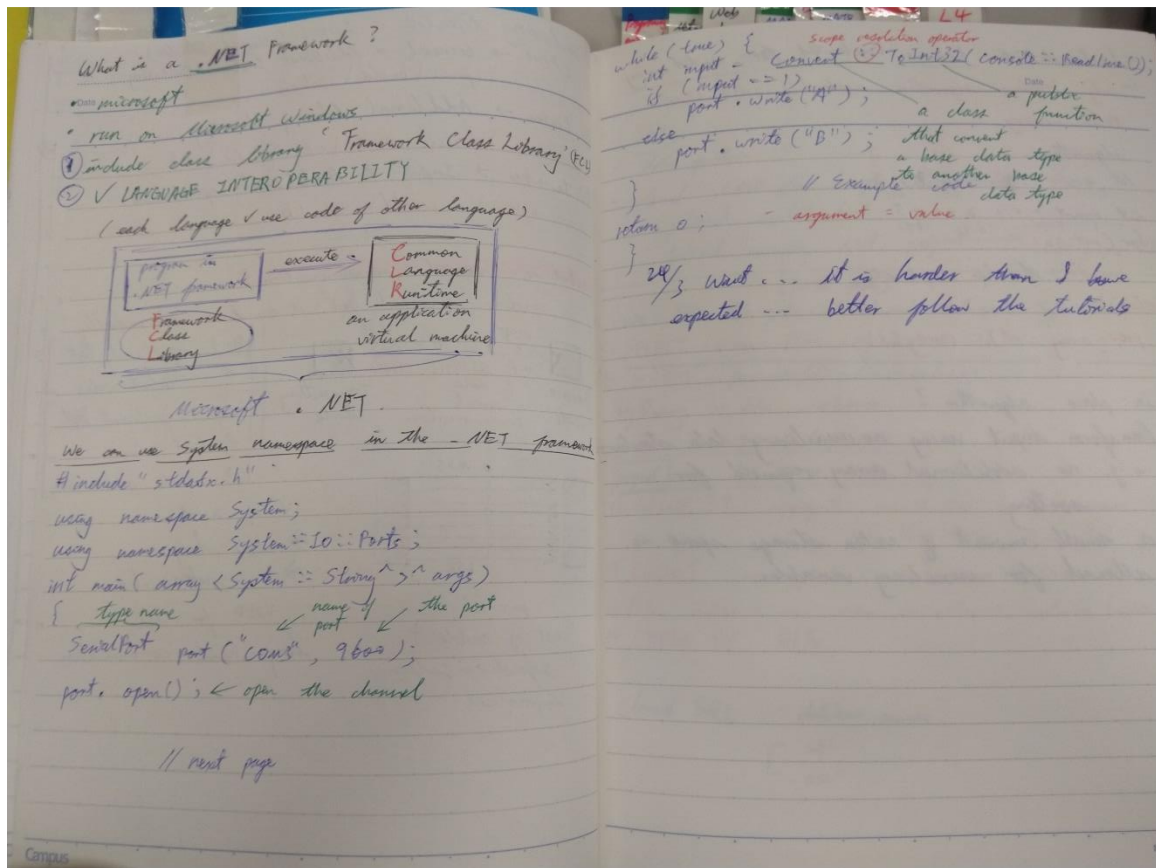 What is a .NET Framework ?
• microsoft
• run on Microsoft Windows
① include class library 'Framework Class Library' (FCL)
② V LANGUAGE INTEROPERABILITY
(each language V use code of other language)
program in
.NET framework
execute
Common
Language
Runtime
an application
virtual machine
Framework
Class
Library
Microsoft .NET
We can use System namespace in the .NET framework
#include "stdafx.h"
using namespace System;
using namespace System::IO::Ports;
int main( array <System :: String^ >^ args)
{ type name
name of port
the port
SerialPort port ("com3" , 9600);
port. open() ; ← open the channel
// next page
Campus
L4
Web
scope resolution operator
while (true) {
int input = Convert :: ToInt32( console :: ReadLine());
Date
if (input == 1)
port . write ("A") ;
else
port . write ("B") ;
a class
that convert
a base data type
to another base
data type
a public
function
// Example code
}
return 0 ;
- argument = value
}
24/3 wait ... it is harder than I have
expected ... better follow the tutorials